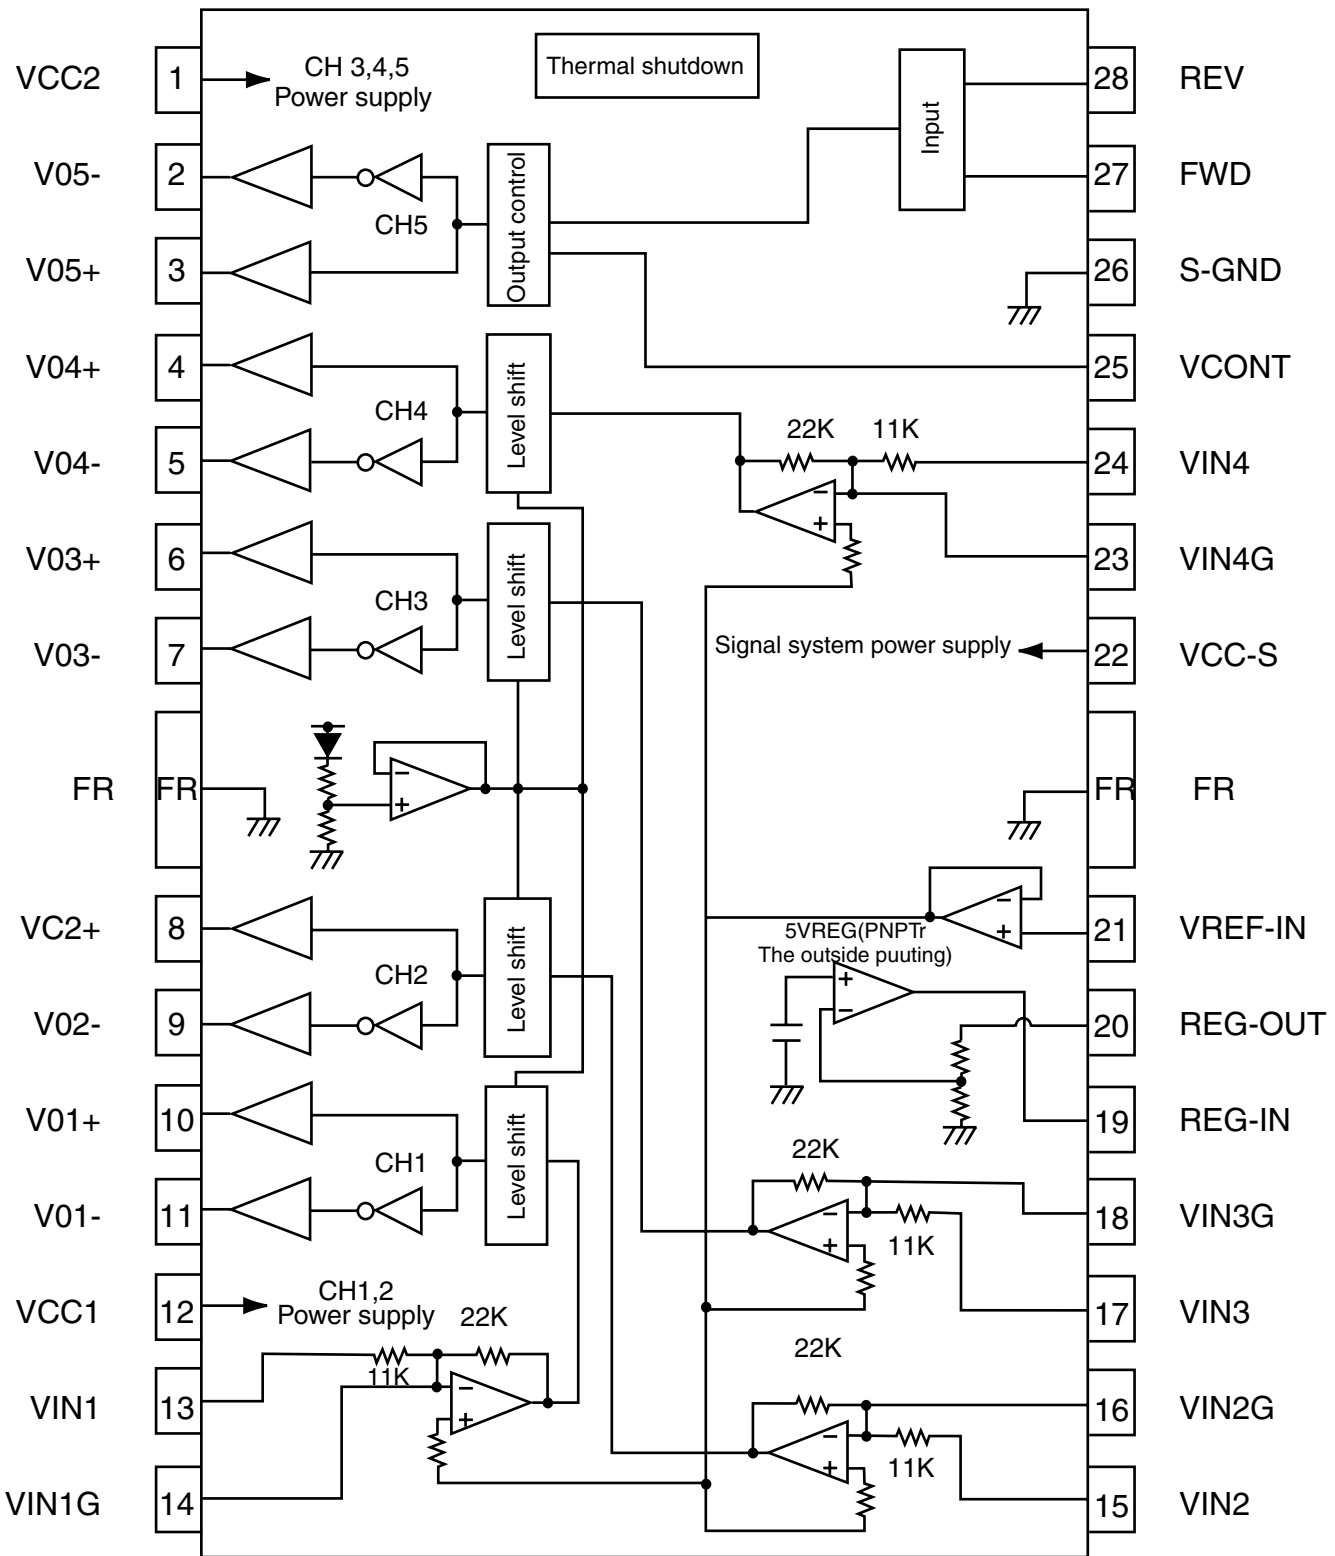 VCC2 1 CH 3,4,5 Power supply
Thermal shutdown
Input
28 REV
V05- 2
CH5
Output control
27 FWD
V05+ 3
26 S-GND
V04+ 4
CH4
Level shift
25 VCONT
22K 11K
V04- 5
− +
24 VIN4
V03+ 6
CH3
Level shift
23 VIN4G
V03- 7
Signal system power supply
22 VCC-S
FR FR
− +
FR FR
VC2+ 8
CH2
Level shift
− +
21 VREF-IN
5VREG(PNPTr
The outside puuting)
+ −
V02- 9
20 REG-OUT
V01+ 10
CH1
Level shift
19 REG-IN
22K
V01- 11
− +
11K
18 VIN3G
VCC1 12
CH1,2
Power supply
22K
17 VIN3
22K
11K
VIN1 13
− +
16 VIN2G
− +
11K
VIN1G 14
15 VIN2